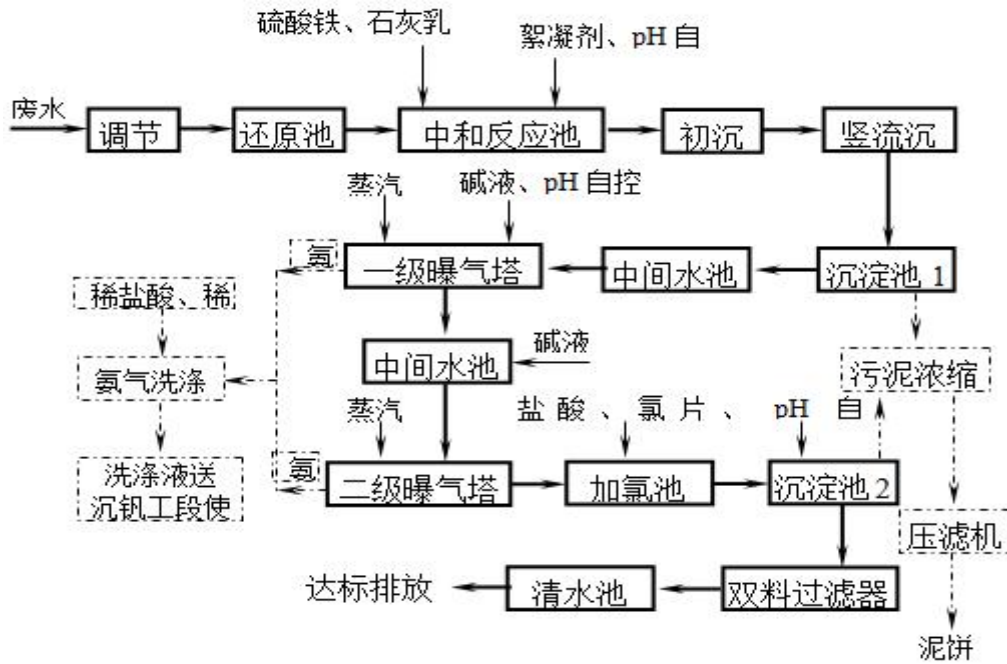 硫酸铁、石灰乳
絮凝剂、pH 自
废水
调节
还原池
中和反应池
初沉
竖流沉
蒸汽
碱液、pH 自控
氨
一级曝气塔
中间水池
沉淀池 1
稀盐酸、稀
氨气洗涤
中间水池
碱液
污泥浓缩
蒸汽
盐酸、氯片、pH 自
洗涤液送
沉钒工段使
氨
二级曝气塔
加氯池
沉淀池 2
压滤机
达标排放
清水池
双料过滤器
泥饼